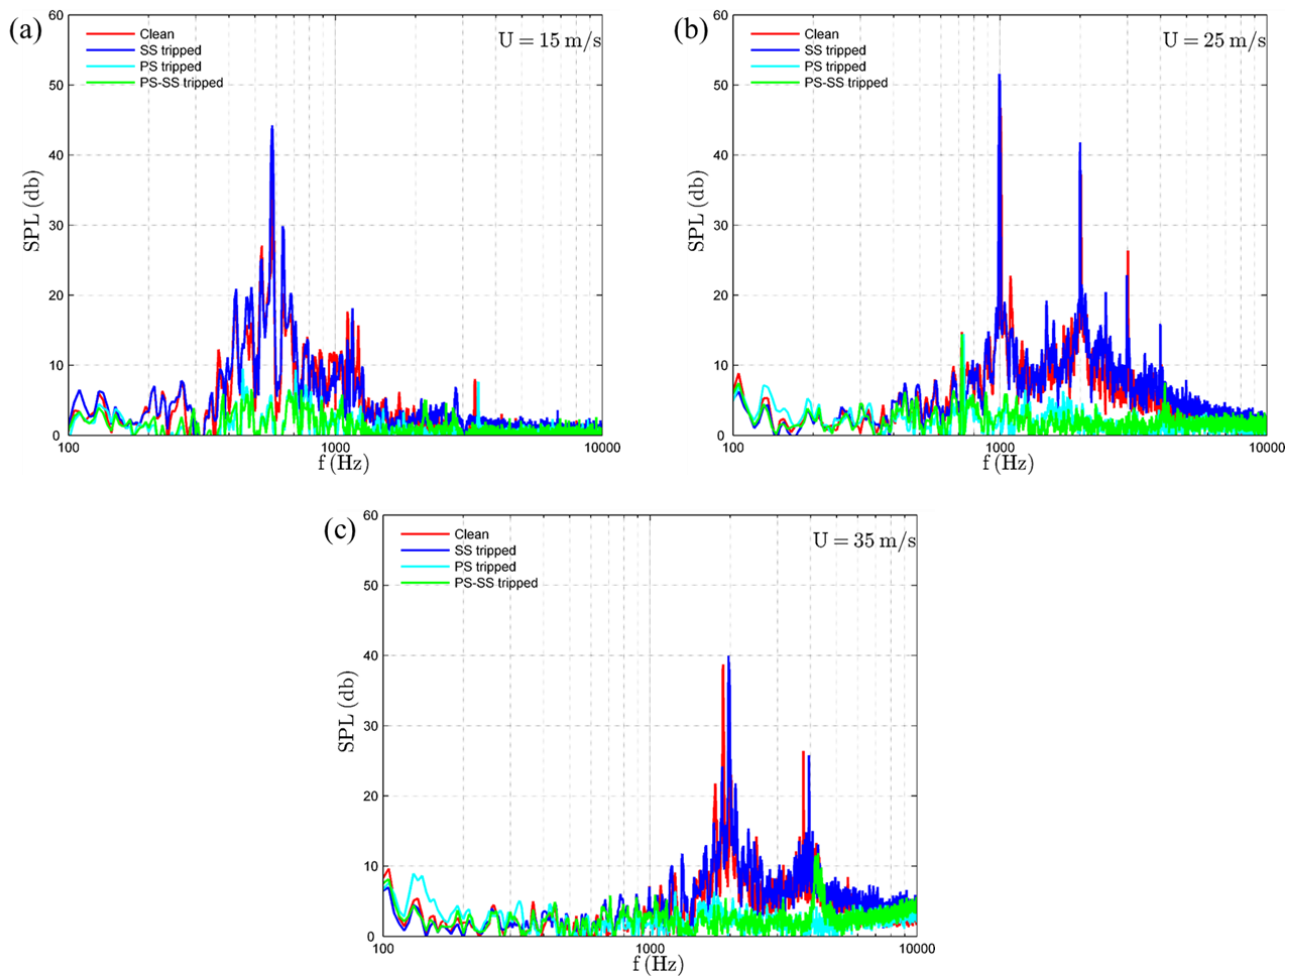 (a)
U = 15 m/s
Clean
SS tripped
PS tripped
PS-SS tripped
60
50
40
30
20
10
0
SPL (db)
100
1000
10000
f (Hz)
(b)
U = 25 m/s
Clean
SS tripped
PS tripped
PS-SS tripped
60
50
40
30
20
10
0
SPL (db)
100
1000
10000
f (Hz)
(c)
U = 35 m/s
Clean
SS tripped
PS tripped
PS-SS tripped
60
50
40
30
20
10
0
SPL (db)
100
1000
10000
f (Hz)